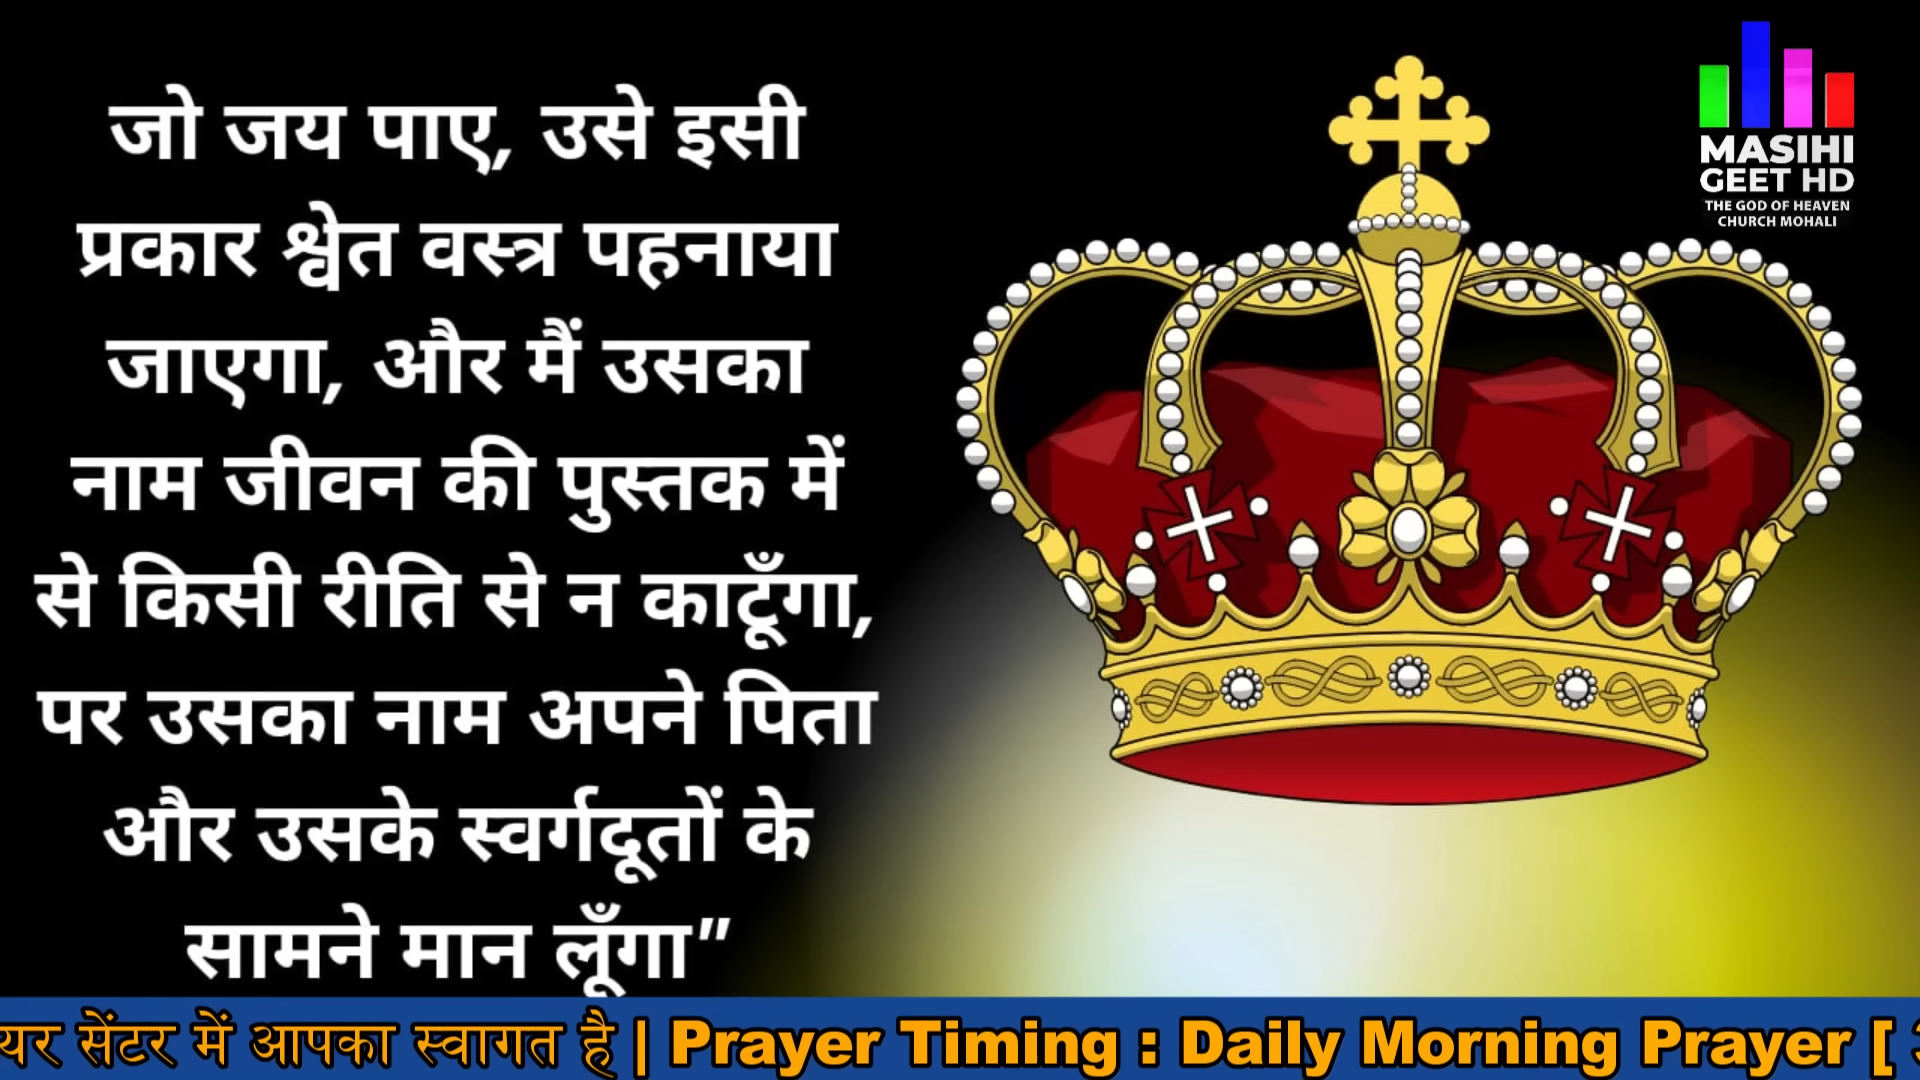 जो जय पाए, उसे इसी
प्रकार श्वेत वस्त्र पहनाया
जाएगा, और मैं उसका
नाम जीवन की पुस्तक में
से किसी रीति से न काटूँगा,
पर उसका नाम अपने पिता
और उसके स्वर्गदूतों के
सामने मान लूँगा”
MASIHI
GEET HD
THE GOD OF HEAVEN
CHURCH MOHALI
सेंटर में आपका स्वागत है | Prayer Timing : Daily Morning Prayer [